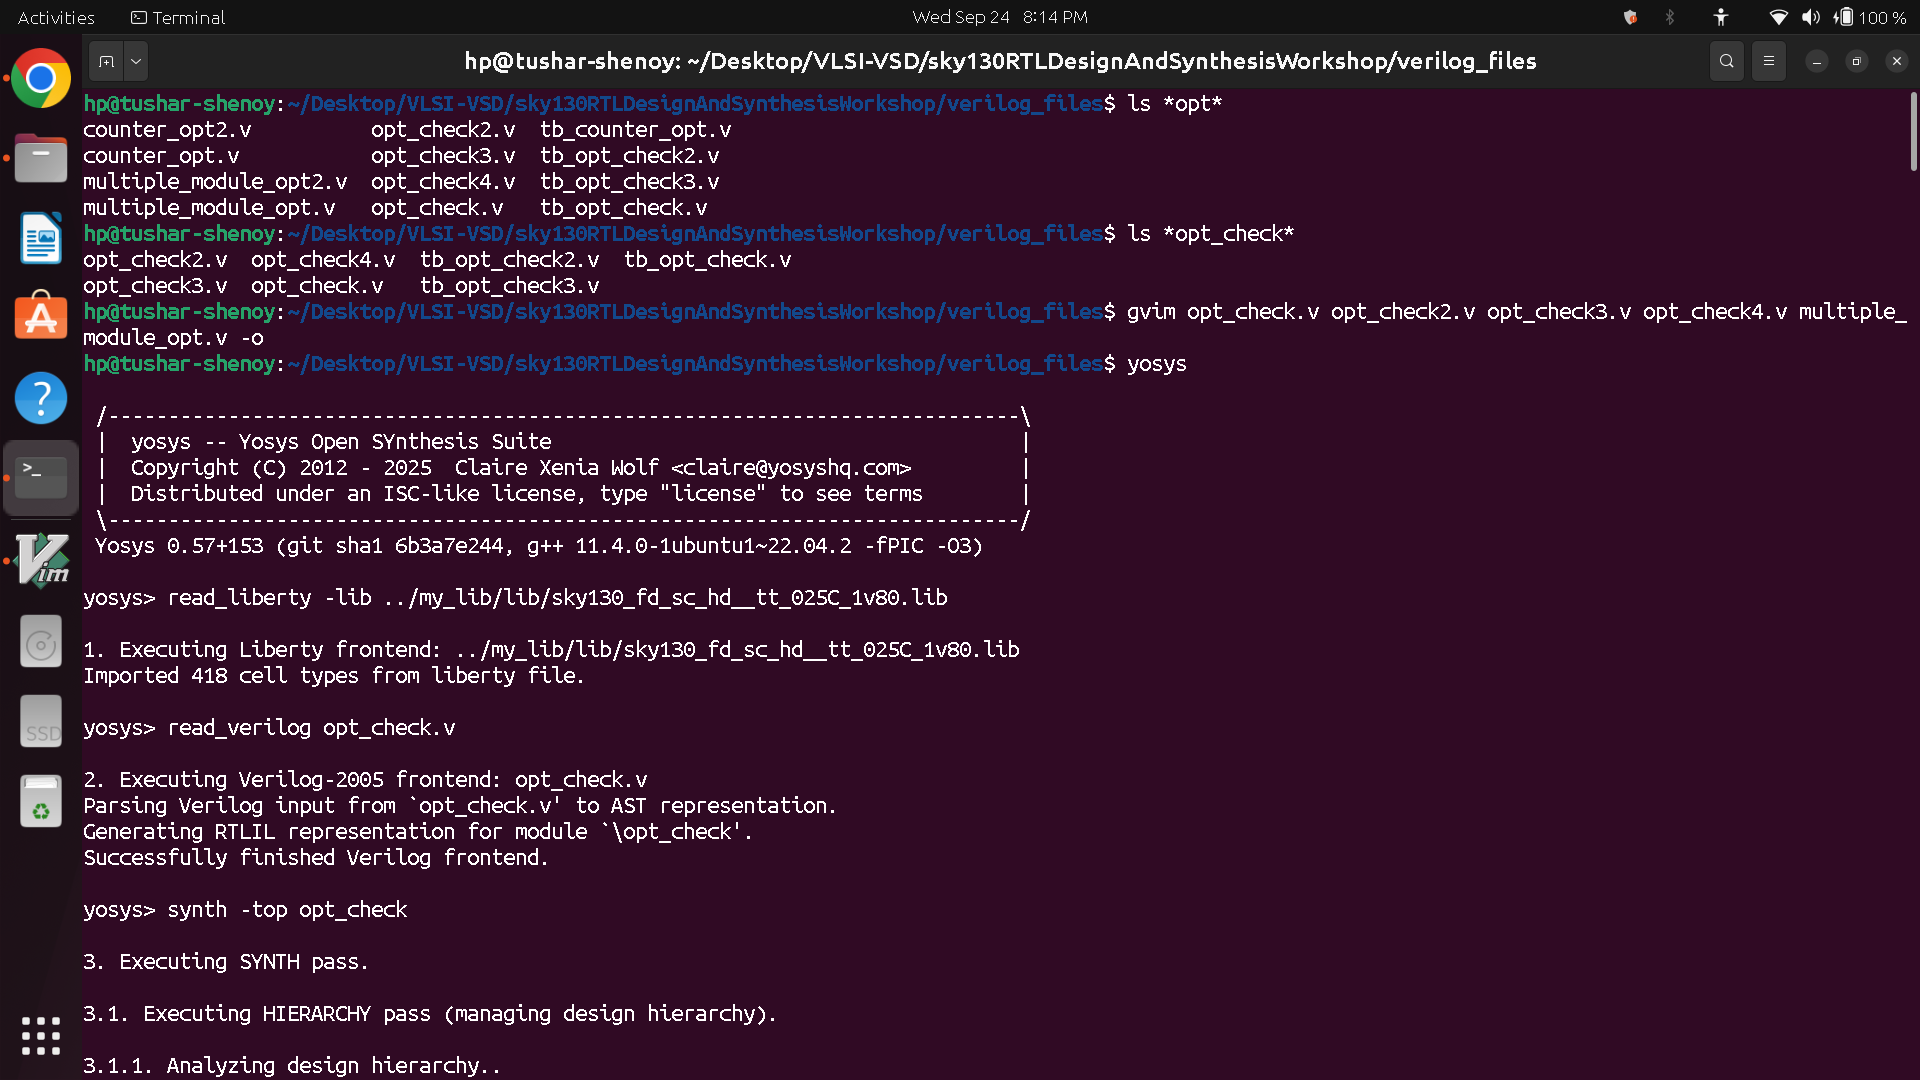 Activities
Terminal
Wed Sep 24 8:14 PM
100 %
hp@tushar-shenoy: ~/Desktop/VLSI-VSD/sky130RTLDesignAndSynthesisWorkshop/verilog_files
hp@tushar-shenoy:~/Desktop/VLSI-VSD/sky130RTLDesignAndSynthesisWorkshop/verilog_files$ ls *opt*
counter_opt2.v          opt_check2.v  tb_counter_opt.v
counter_opt.v           opt_check3.v  tb_opt_check2.v
multiple_module_opt2.v  opt_check4.v  tb_opt_check3.v
multiple_module_opt.v   opt_check.v   tb_opt_check.v
hp@tushar-shenoy:~/Desktop/VLSI-VSD/sky130RTLDesignAndSynthesisWorkshop/verilog_files$ ls *opt_check*
opt_check2.v  opt_check4.v  tb_opt_check2.v  tb_opt_check.v
opt_check3.v  opt_check.v   tb_opt_check3.v
hp@tushar-shenoy:~/Desktop/VLSI-VSD/sky130RTLDesignAndSynthesisWorkshop/verilog_files$ gvim opt_check.v opt_check2.v opt_check3.v opt_check4.v multiple_
module_opt.v -o
hp@tushar-shenoy:~/Desktop/VLSI-VSD/sky130RTLDesignAndSynthesisWorkshop/verilog_files$ yosys
/----------------------------------------------------------------------------\
|  yosys -- Yosys Open SYnthesis Suite                                       |
|  Copyright (C) 2012 - 2025  Claire Xenia Wolf <claire@yosyshq.com>         |
|  Distributed under an ISC-like license, type "license" to see terms        |
\----------------------------------------------------------------------------/
Yosys 0.57+153 (git sha1 6b3a7e244, g++ 11.4.0-1ubuntu1~22.04.2 -fPIC -O3)
yosys> read_liberty -lib ../my_lib/lib/sky130_fd_sc_hd__tt_025C_1v80.lib
1. Executing Liberty frontend: ../my_lib/lib/sky130_fd_sc_hd__tt_025C_1v80.lib
Imported 418 cell types from liberty file.
yosys> read_verilog opt_check.v
2. Executing Verilog-2005 frontend: opt_check.v
Parsing Verilog input from `opt_check.v' to AST representation.
Generating RTLIL representation for module `\opt_check'.
Successfully finished Verilog frontend.
yosys> synth -top opt_check
3. Executing SYNTH pass.
3.1. Executing HIERARCHY pass (managing design hierarchy).
3.1.1. Analyzing design hierarchy..
Vim
SSD